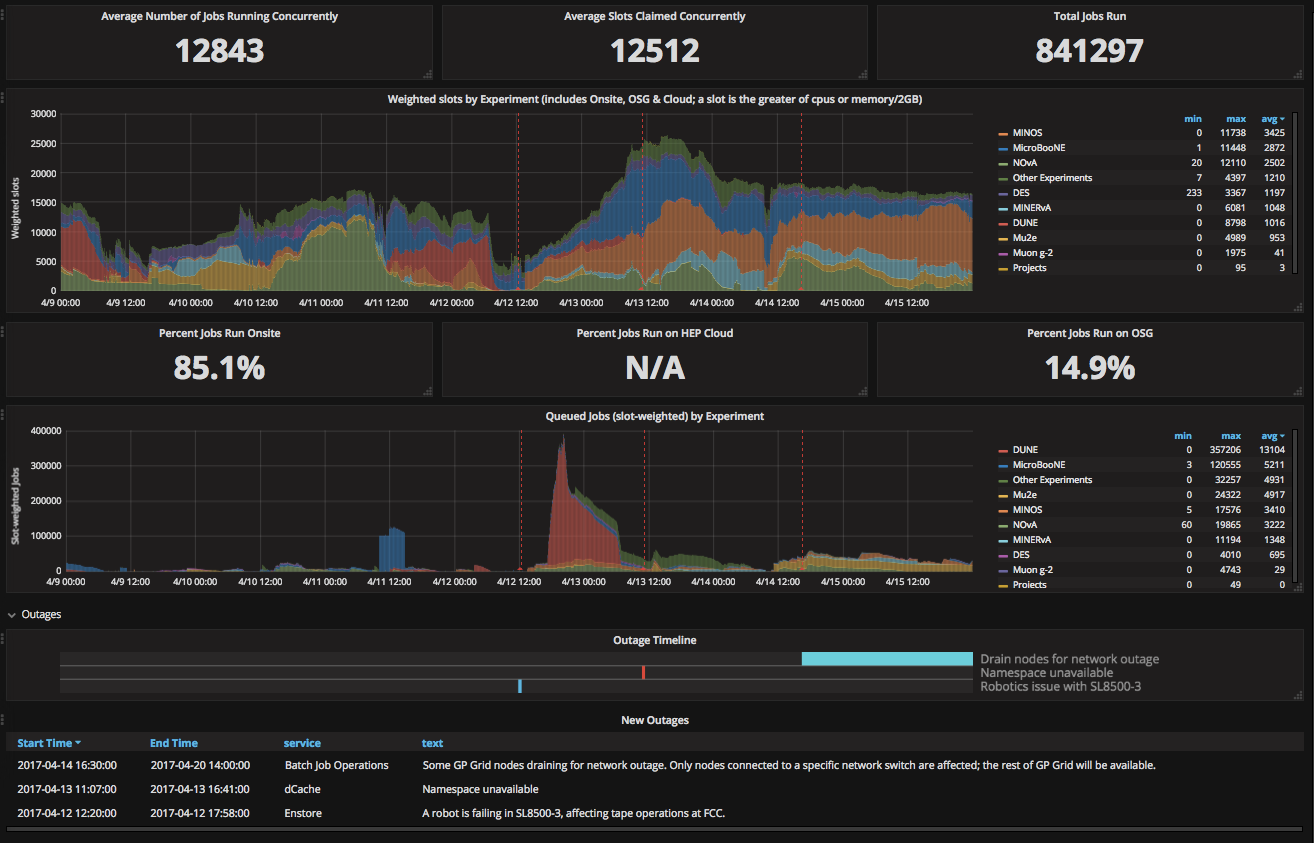 Average Number of Jobs Running Concurrently
12843
Average Slots Claimed Concurrently
12512
Total Jobs Run
841297
Weighted slots by Experiment (includes Onsite, OSG & Cloud; a slot is the greater of cpus or memory/2GB)
Weighted slots
30000
25000
20000
15000
10000
5000
0
4/9 00:00 4/9 12:00 4/10 00:00 4/10 12:00 4/11 00:00 4/11 12:00 4/12 00:00 4/12 12:00 4/13 00:00 4/13 12:00 4/14 00:00 4/14 12:00 4/15 00:00 4/15 12:00
min max avg
MINOS 0 11738 3425
MicroBooNE 1 11448 2872
NOvA 20 12110 2502
Other Experiments 7 4397 1210
DES 233 3367 1197
MINERvA 0 6081 1048
DUNE 0 8798 1016
Mu2e 0 4989 953
Muon g-2 0 1975 41
Projects 0 95 3
Percent Jobs Run Onsite
85.1%
Percent Jobs Run on HEP Cloud
N/A
Percent Jobs Run on OSG
14.9%
Queued Jobs (slot-weighted) by Experiment
Slot-weighted jobs
400000
300000
200000
100000
0
4/9 00:00 4/9 12:00 4/10 00:00 4/10 12:00 4/11 00:00 4/11 12:00 4/12 00:00 4/12 12:00 4/13 00:00 4/13 12:00 4/14 00:00 4/14 12:00 4/15 00:00 4/15 12:00
min max avg
DUNE 0 357206 13104
MicroBooNE 3 120555 5211
Other Experiments 0 32257 4931
Mu2e 0 24322 4917
MINOS 5 17576 3410
NOvA 60 19865 3222
MINERvA 0 11194 1348
DES 0 4010 695
Muon g-2 0 4743 29
Projects 0 49 0
Outages
Outage Timeline
Drain nodes for network outage
Namespace unavailable
Robotics issue with SL8500-3
New Outages
Start Time End Time service text
2017-04-14 16:30:00 2017-04-20 14:00:00 Batch Job Operations Some GP Grid nodes draining for network outage. Only nodes connected to a specific network switch are affected; the rest of GP Grid will be available.
2017-04-13 11:07:00 2017-04-13 16:41:00 dCache Namespace unavailable
2017-04-12 12:20:00 2017-04-12 17:58:00 Enstore A robot is failing in SL8500-3, affecting tape operations at FCC.